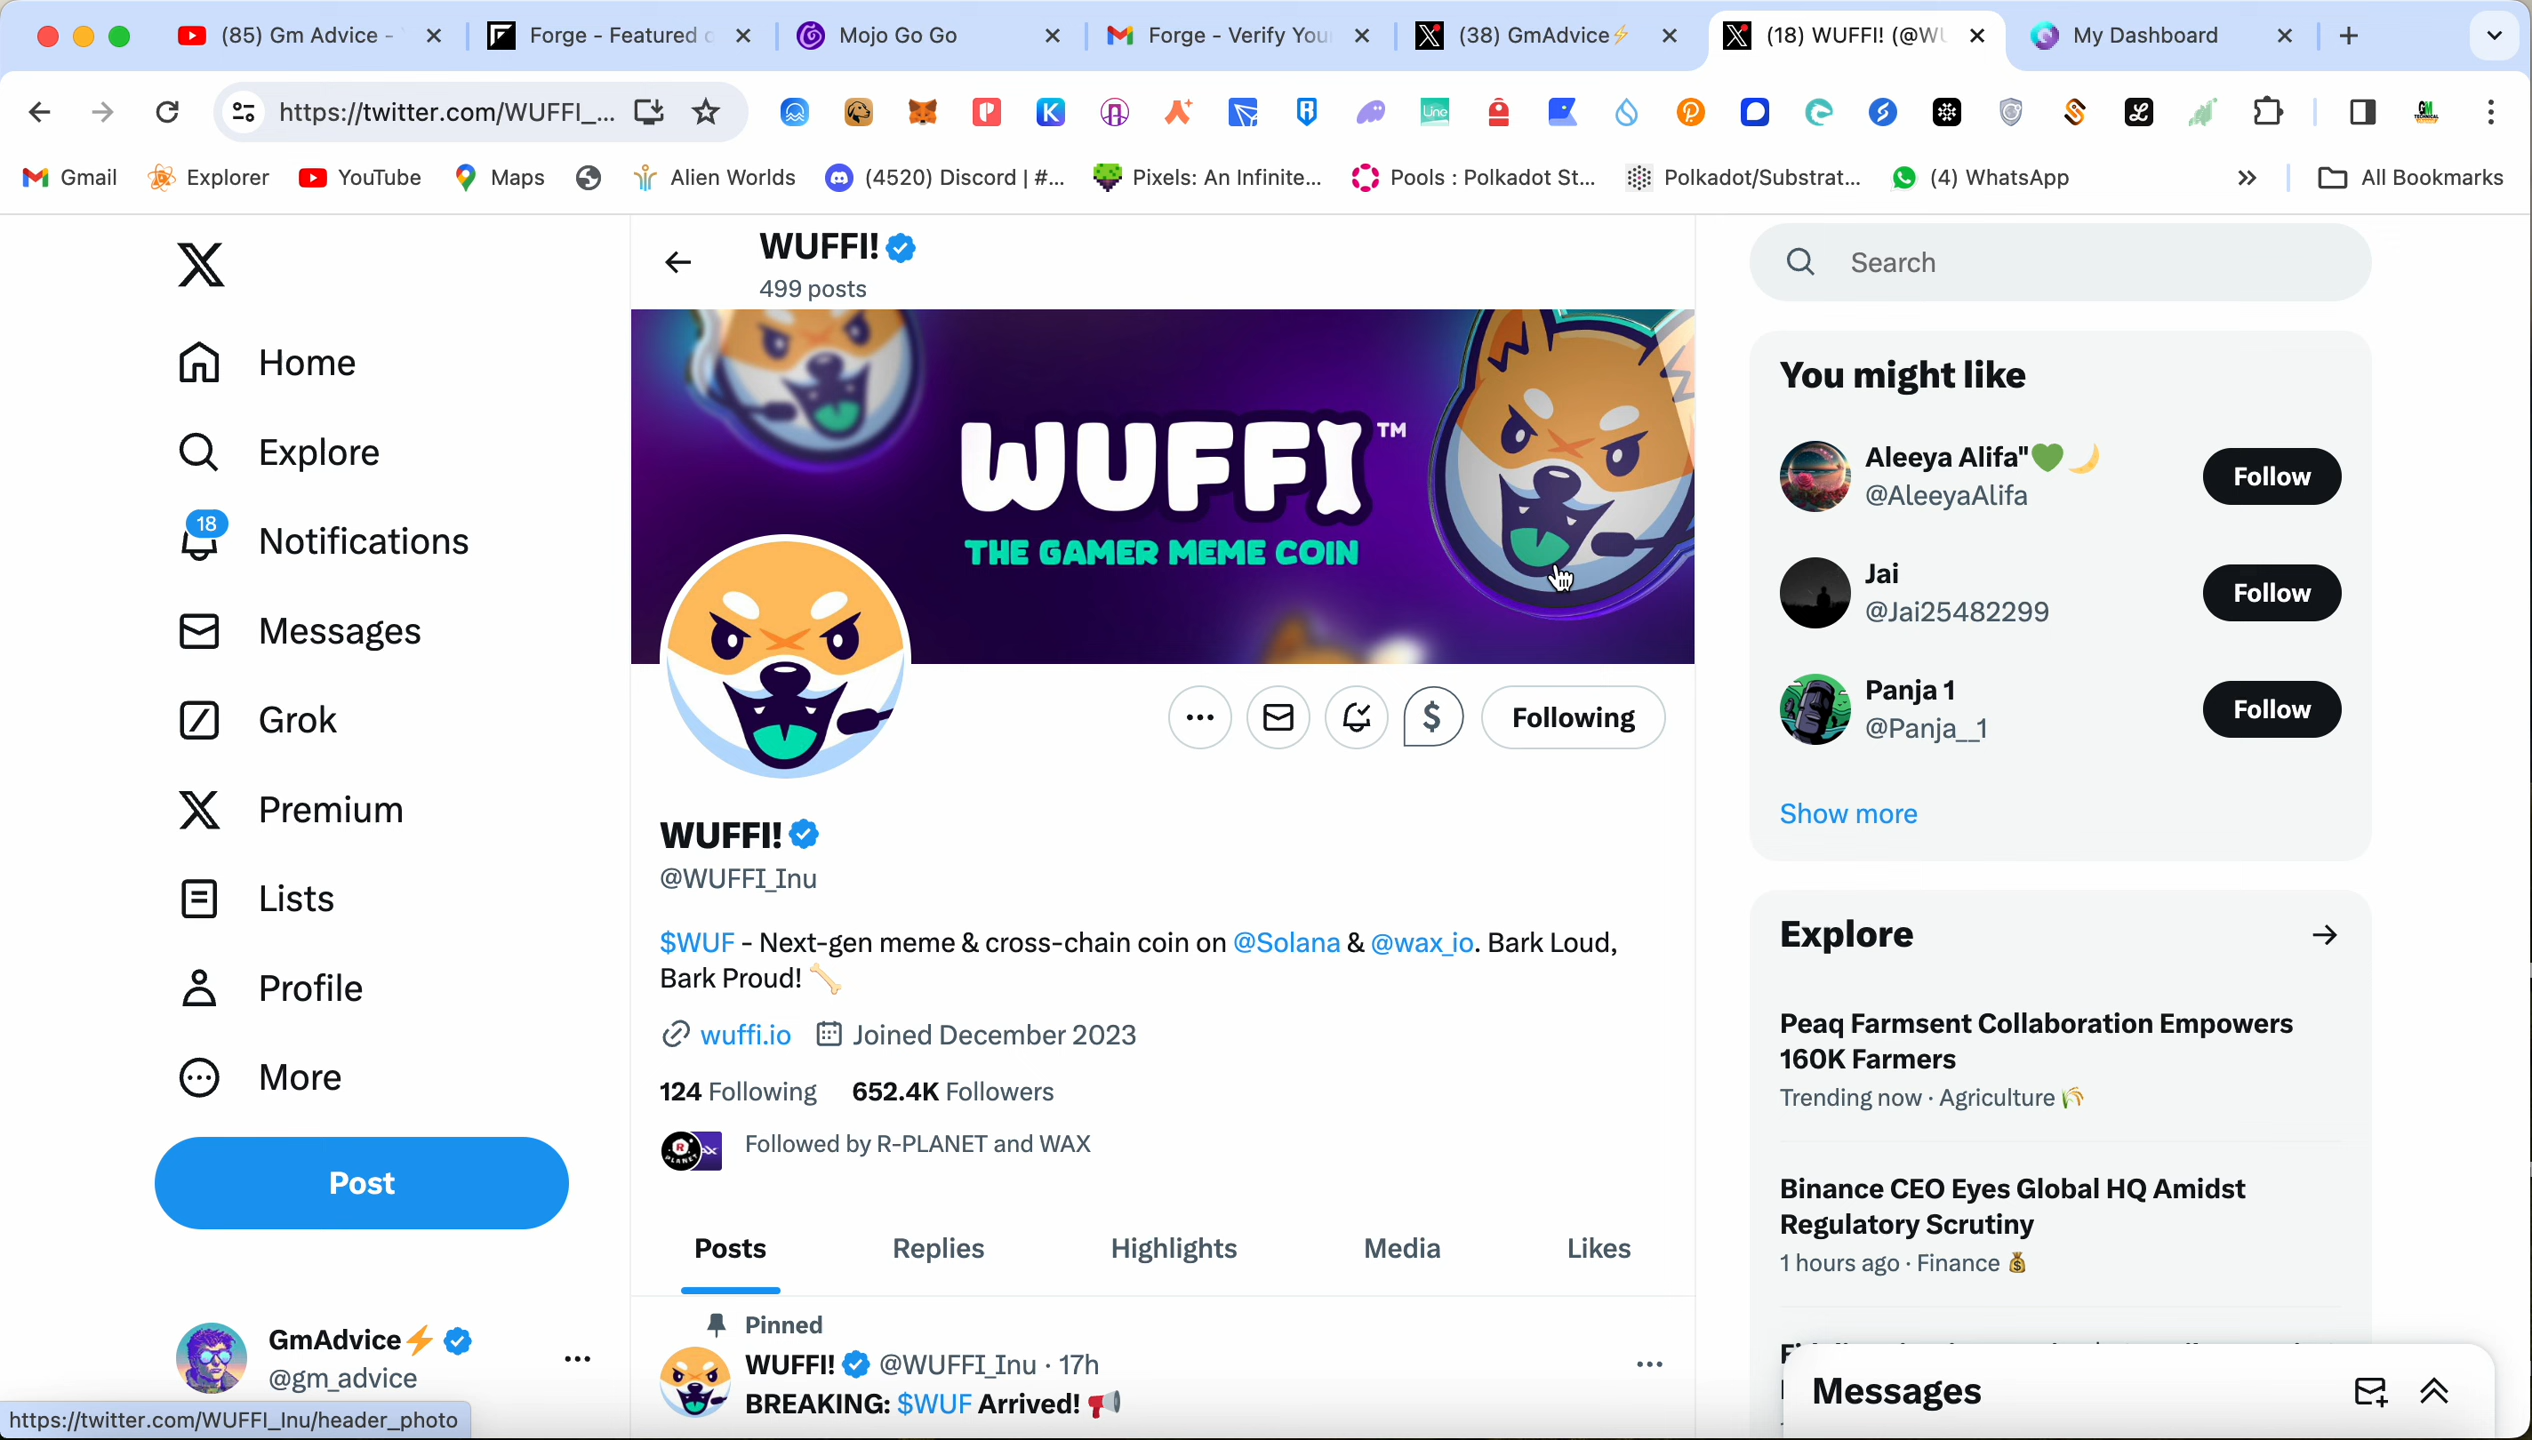 (85) Gm Advice -
Forge - Featured
Mojo Go Go
Forge - Verify You
(38) GmAdvice⚡
(18) WUFFI! (@WU
My Dashboard
https://twitter.com/WUFFI_...
Gmail
Explorer
YouTube
Maps
Alien Worlds
(4520) Discord | #...
Pixels: An Infinite...
Pools : Polkadot St...
Polkadot/Substrat...
(4) WhatsApp
All Bookmarks
Home
Explore
18
Notifications
Messages
Grok
Premium
Lists
Profile
More
Post
GmAdvice⚡
@gm_advice
https://twitter.com/WUFFI_Inu/header_photo
WUFFI!
499 posts
WUFFI™
THE GAMER MEME COIN
Following
WUFFI!
@WUFFI_Inu
$WUF - Next-gen meme & cross-chain coin on @Solana & @wax_io. Bark Loud,
Bark Proud! 🦴
wuffi.io Joined December 2023
124 Following 652.4K Followers
Followed by R-PLANET and WAX
Posts Replies Highlights Media Likes
Pinned
WUFFI! @WUFFI_Inu · 17h
BREAKING: $WUF Arrived! 📢
Search
You might like
Aleeya Alifa"💚🌙
@AleeyaAlifa
Follow
Jai
@Jai25482299
Follow
Panja 1
@Panja__1
Follow
Show more
Explore
Peaq Farmsent Collaboration Empowers
160K Farmers
Trending now · Agriculture 🌾
Binance CEO Eyes Global HQ Amidst
Regulatory Scrutiny
1 hours ago · Finance 💰
Messages